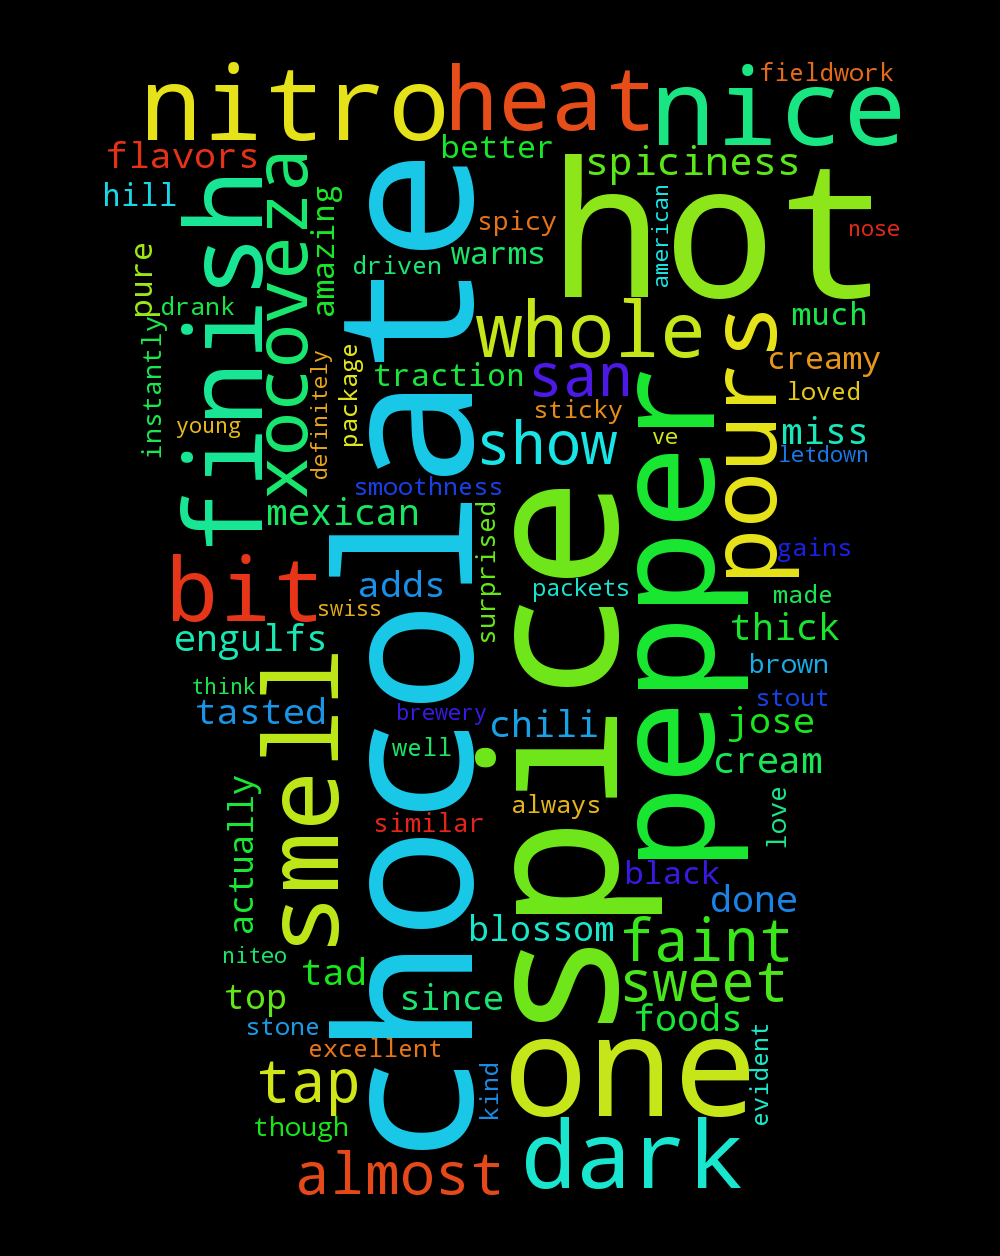 fieldwork
nitro
heat
nice
better
flavors
spiciness
hill
finish
xocoveza
amazing
chocolate
spicy
hot
american
nose
pure
warms
driven
drank
instantly
whole
pours
much
package
definitely
traction
san
creamy
loved
young
sticky
show
ve
pepper
miss
letdown
smoothness
spice
mexican
surprised
gains
bit
adds
packets
swiss
made
engulfs
thick
smell
brown
think
stout
tasted
brewery
chili
jose
well
cream
actually
always
love
similar
black
done
blossom
faint
niteo
tad
sweet
top
since
foods
stone
one
excellent
evident
tap
kind
though
dark
almost